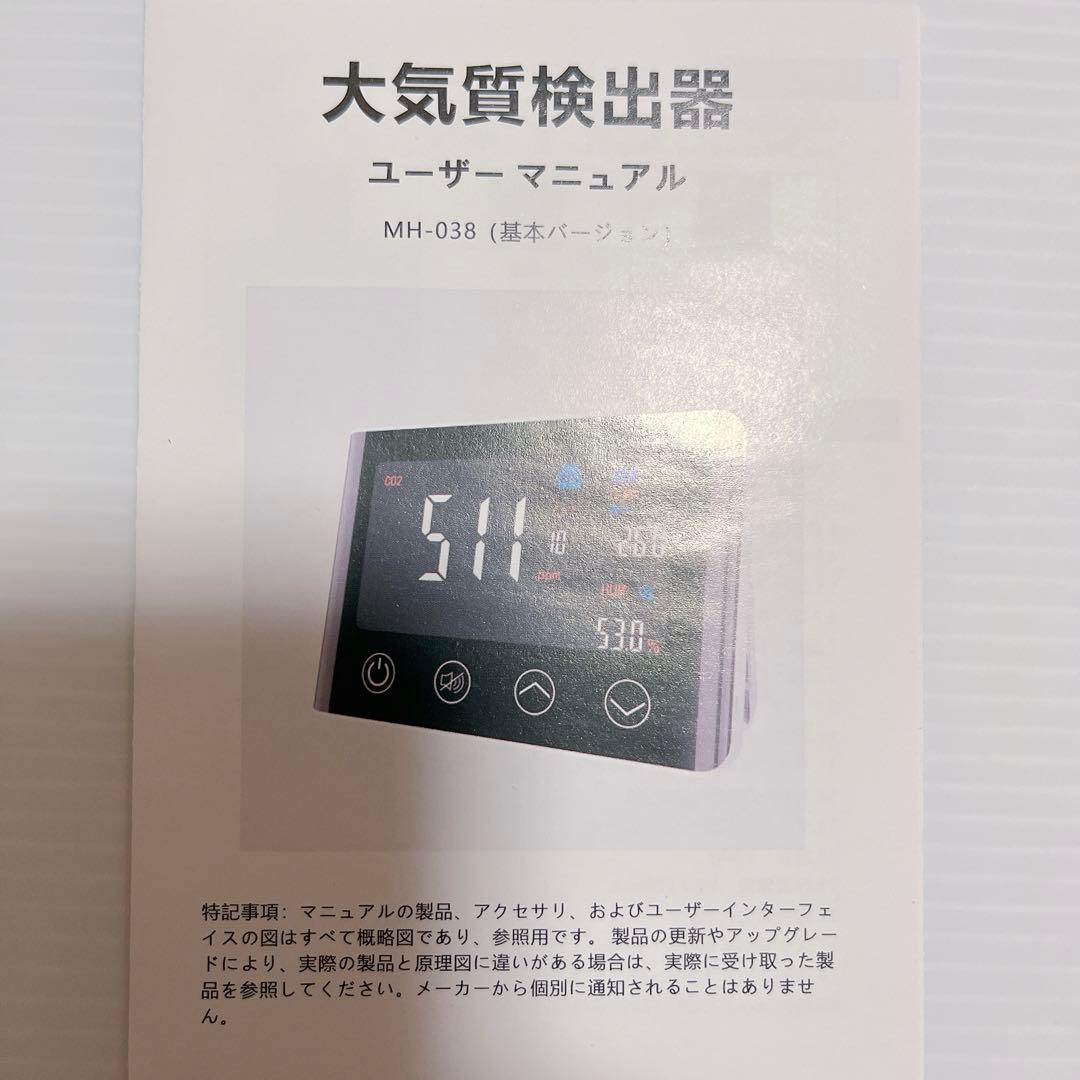 大気質検出器
ユーザー マニュアル
MH-038 (基本バージョン)
CO2
511
10
ppm
HUM
53.0%
特記事項: マニュアルの製品、アクセサリ、およびユーザーインターフェ
イスの図はすべて概略図であり、参照用です。 製品の更新やアップグレー
ドにより、実際の製品と原理図に違いがある場合は、実際に受け取った製
品を参照してください。メーカーから個別に通知されることはありませ
ん。